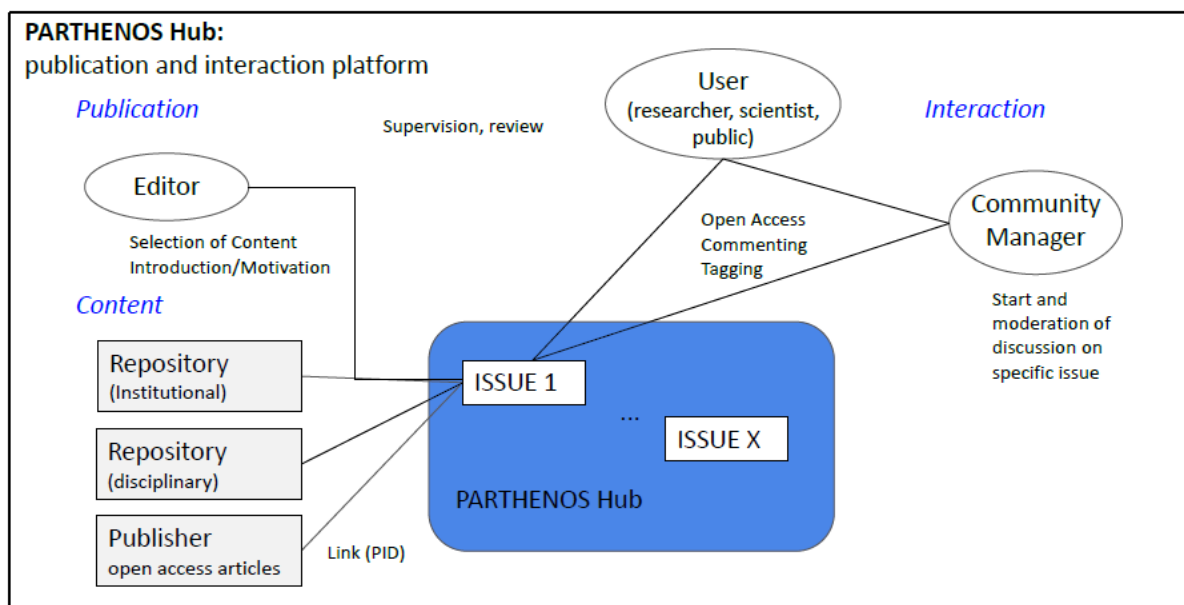 PARTHENOS Hub:
publication and interaction platform
Publication
Supervision, review
User
(researcher, scientist,
public)
Interaction
Editor
Selection of Content
Introduction/Motivation
Open Access
Commenting
Tagging
Community
Manager
Start and
moderation of
discussion on
specific issue
Content
Repository
(Institutional)
Repository
(disciplinary)
Publisher
open access articles
Link (PID)
ISSUE 1
...
ISSUE X
PARTHENOS Hub